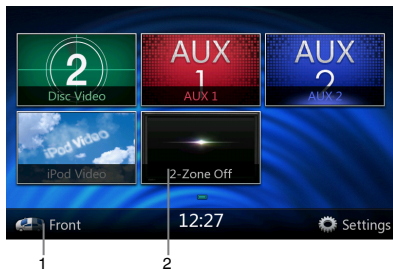 2
Disc Video
AUX
1
AUX 1
AUX
2
AUX 2
iPod Video
iPod Video
2-Zone Off
Front
12:27
Settings
1
2